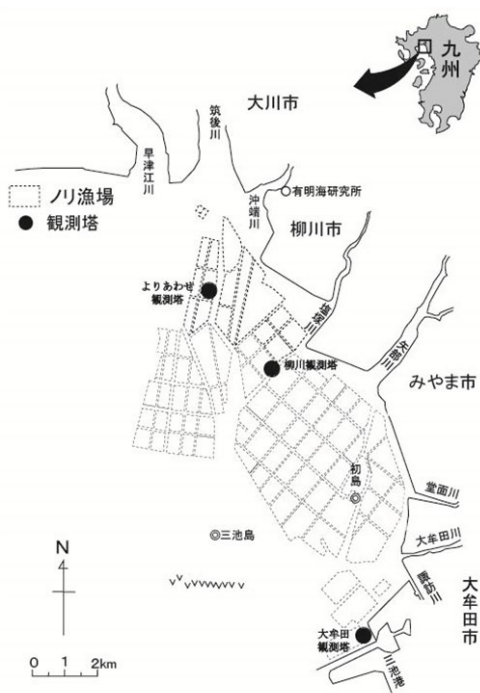 九州
大川市
筑後川
早津江川
沖端川
有明海研究所
ノリ漁場
観測塔
柳川市
よりあわせ
観測塔
塩塚川
矢部川
柳川観測塔
みやま市
初島
堂面川
三池島
大牟田川
N
諏訪川
大牟田市
大牟田
観測塔
三池港
0 1 2km